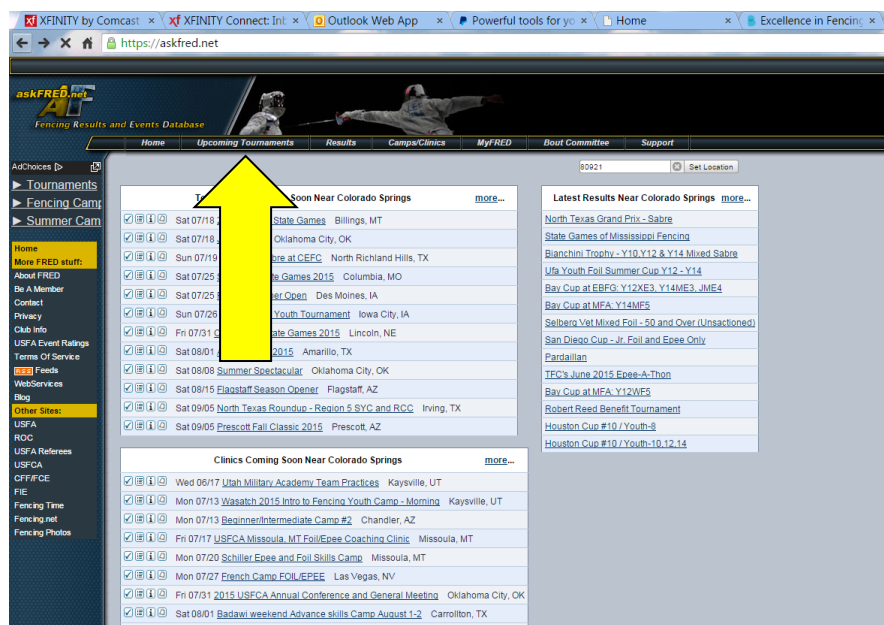 XFINITY by Comcast
XFINITY Connect: Inb
Outlook Web App
Powerful tools for yo
Home
Excellence in Fencing
https://askfred.net
askFRED.net
AF
Fencing Results and Events Database
Home Upcoming Tournaments Results Camps/Clinics MyFRED Bout Committee Support
AdChoices
80921 Set Location
► Tournaments
► Fencing Camp
► Summer Cam
Home
More FRED stuff:
About FRED
Be A Member
Contact
Privacy
Club Info
USFA Event Ratings
Terms Of Service
RSS Feeds
WebServices
Blog
Other Sites:
USFA
ROC
USFA Referees
USFCA
CFF/FCE
FIE
Fencing Time
Fencing.net
Fencing Photos
Soon Near Colorado Springs more...
Sat 07/18 State Games Billings, MT
Sat 07/18 Oklahoma City, OK
Sun 07/19 at CEFC North Richland Hills, TX
Sat 07/25 Games 2015 Columbia, MO
Sat 07/25 Open Des Moines, IA
Sun 07/26 Youth Tournament Iowa City, IA
Fri 07/31 Games 2015 Lincoln, NE
Sat 08/01 2015 Amarillo, TX
Sat 08/08 Summer Spectacular Oklahoma City, OK
Sat 08/15 Flagstaff Season Opener Flagstaff, AZ
Sat 09/05 North Texas Roundup - Region 5 SYC and RCC Irving, TX
Sat 09/05 Prescott Fall Classic 2015 Prescott, AZ
Clinics Coming Soon Near Colorado Springs more...
Wed 06/17 Utah Military Academy Team Practices Kaysville, UT
Mon 07/13 Wasatch 2015 Intro to Fencing Youth Camp - Morning Kaysville, UT
Mon 07/13 Beginner/Intermediate Camp #2 Chandler, AZ
Fri 07/17 USFCA Missoula, MT Foil/Epee Coaching Clinic Missoula, MT
Mon 07/20 Schiller Epee and Foil Skills Camp Missoula, MT
Mon 07/27 French Camp FOIL/EPEE Las Vegas, NV
Fri 07/31 2015 USFCA Annual Conference and General Meeting Oklahoma City, OK
Sat 08/01 Badawi weekend Advance skills Camp August 1-2 Carrollton, TX
Latest Results Near Colorado Springs more...
North Texas Grand Prix - Sabre
State Games of Mississippi Fencing
Bianchini Trophy - Y10,Y12 & Y14 Mixed Sabre
Ufa Youth Foil Summer Cup Y12 - Y14
Bay Cup at EBFG: Y12XE3, Y14ME3, JME4
Bay Cup at MFA: Y14MF5
Selberg Vet Mixed Foil - 50 and Over (Unsactioned)
San Diego Cup - Jr. Foil and Epee Only
Pardaillan
TFC's June 2015 Epee-A-Thon
Bay Cup at MFA: Y12WF5
Robert Reed Benefit Tournament
Houston Cup #10 / Youth-8
Houston Cup #10 / Youth-10,12,14